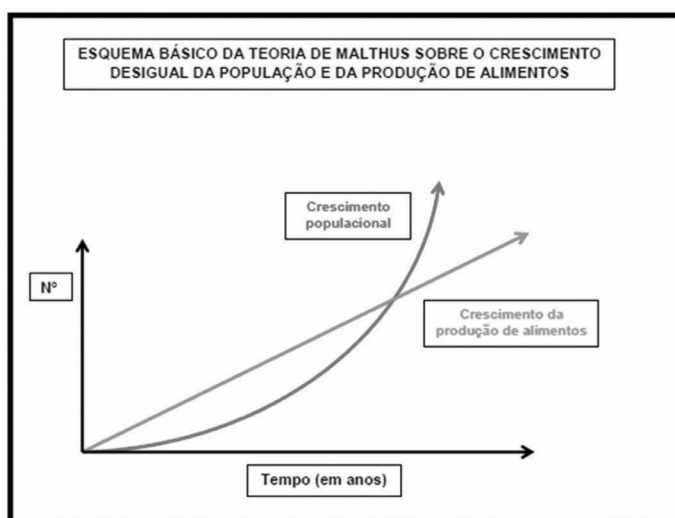 ESQUEMA BÁSICO DA TEORIA DE MALTHUS SOBRE O CRESCIMENTO
DESIGUAL DA POPULAÇÃO E DA PRODUÇÃO DE ALIMENTOS
Crescimento
populacional
Nº
Crescimento da
produção de alimentos
Tempo (em anos)